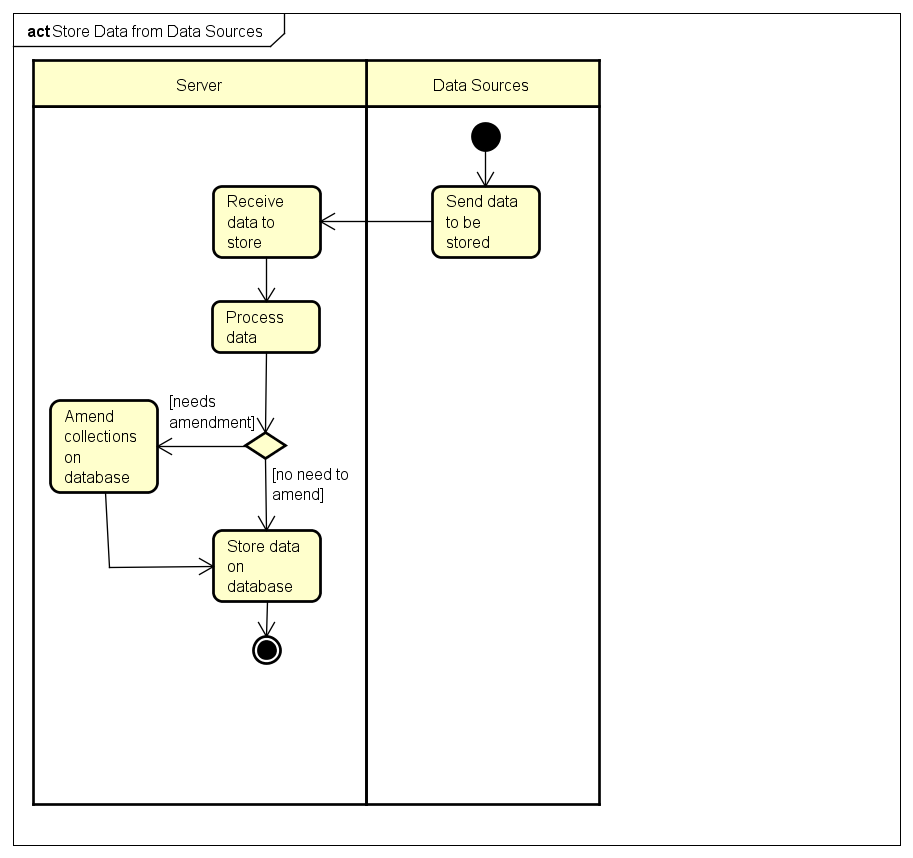 act Store Data from Data Sources
Server
Data Sources
Receive
data to
store
Send data
to be
stored
Process
data
[needs
amendment]
Amend
collections
on
database
[no need to
amend]
Store data
on
database